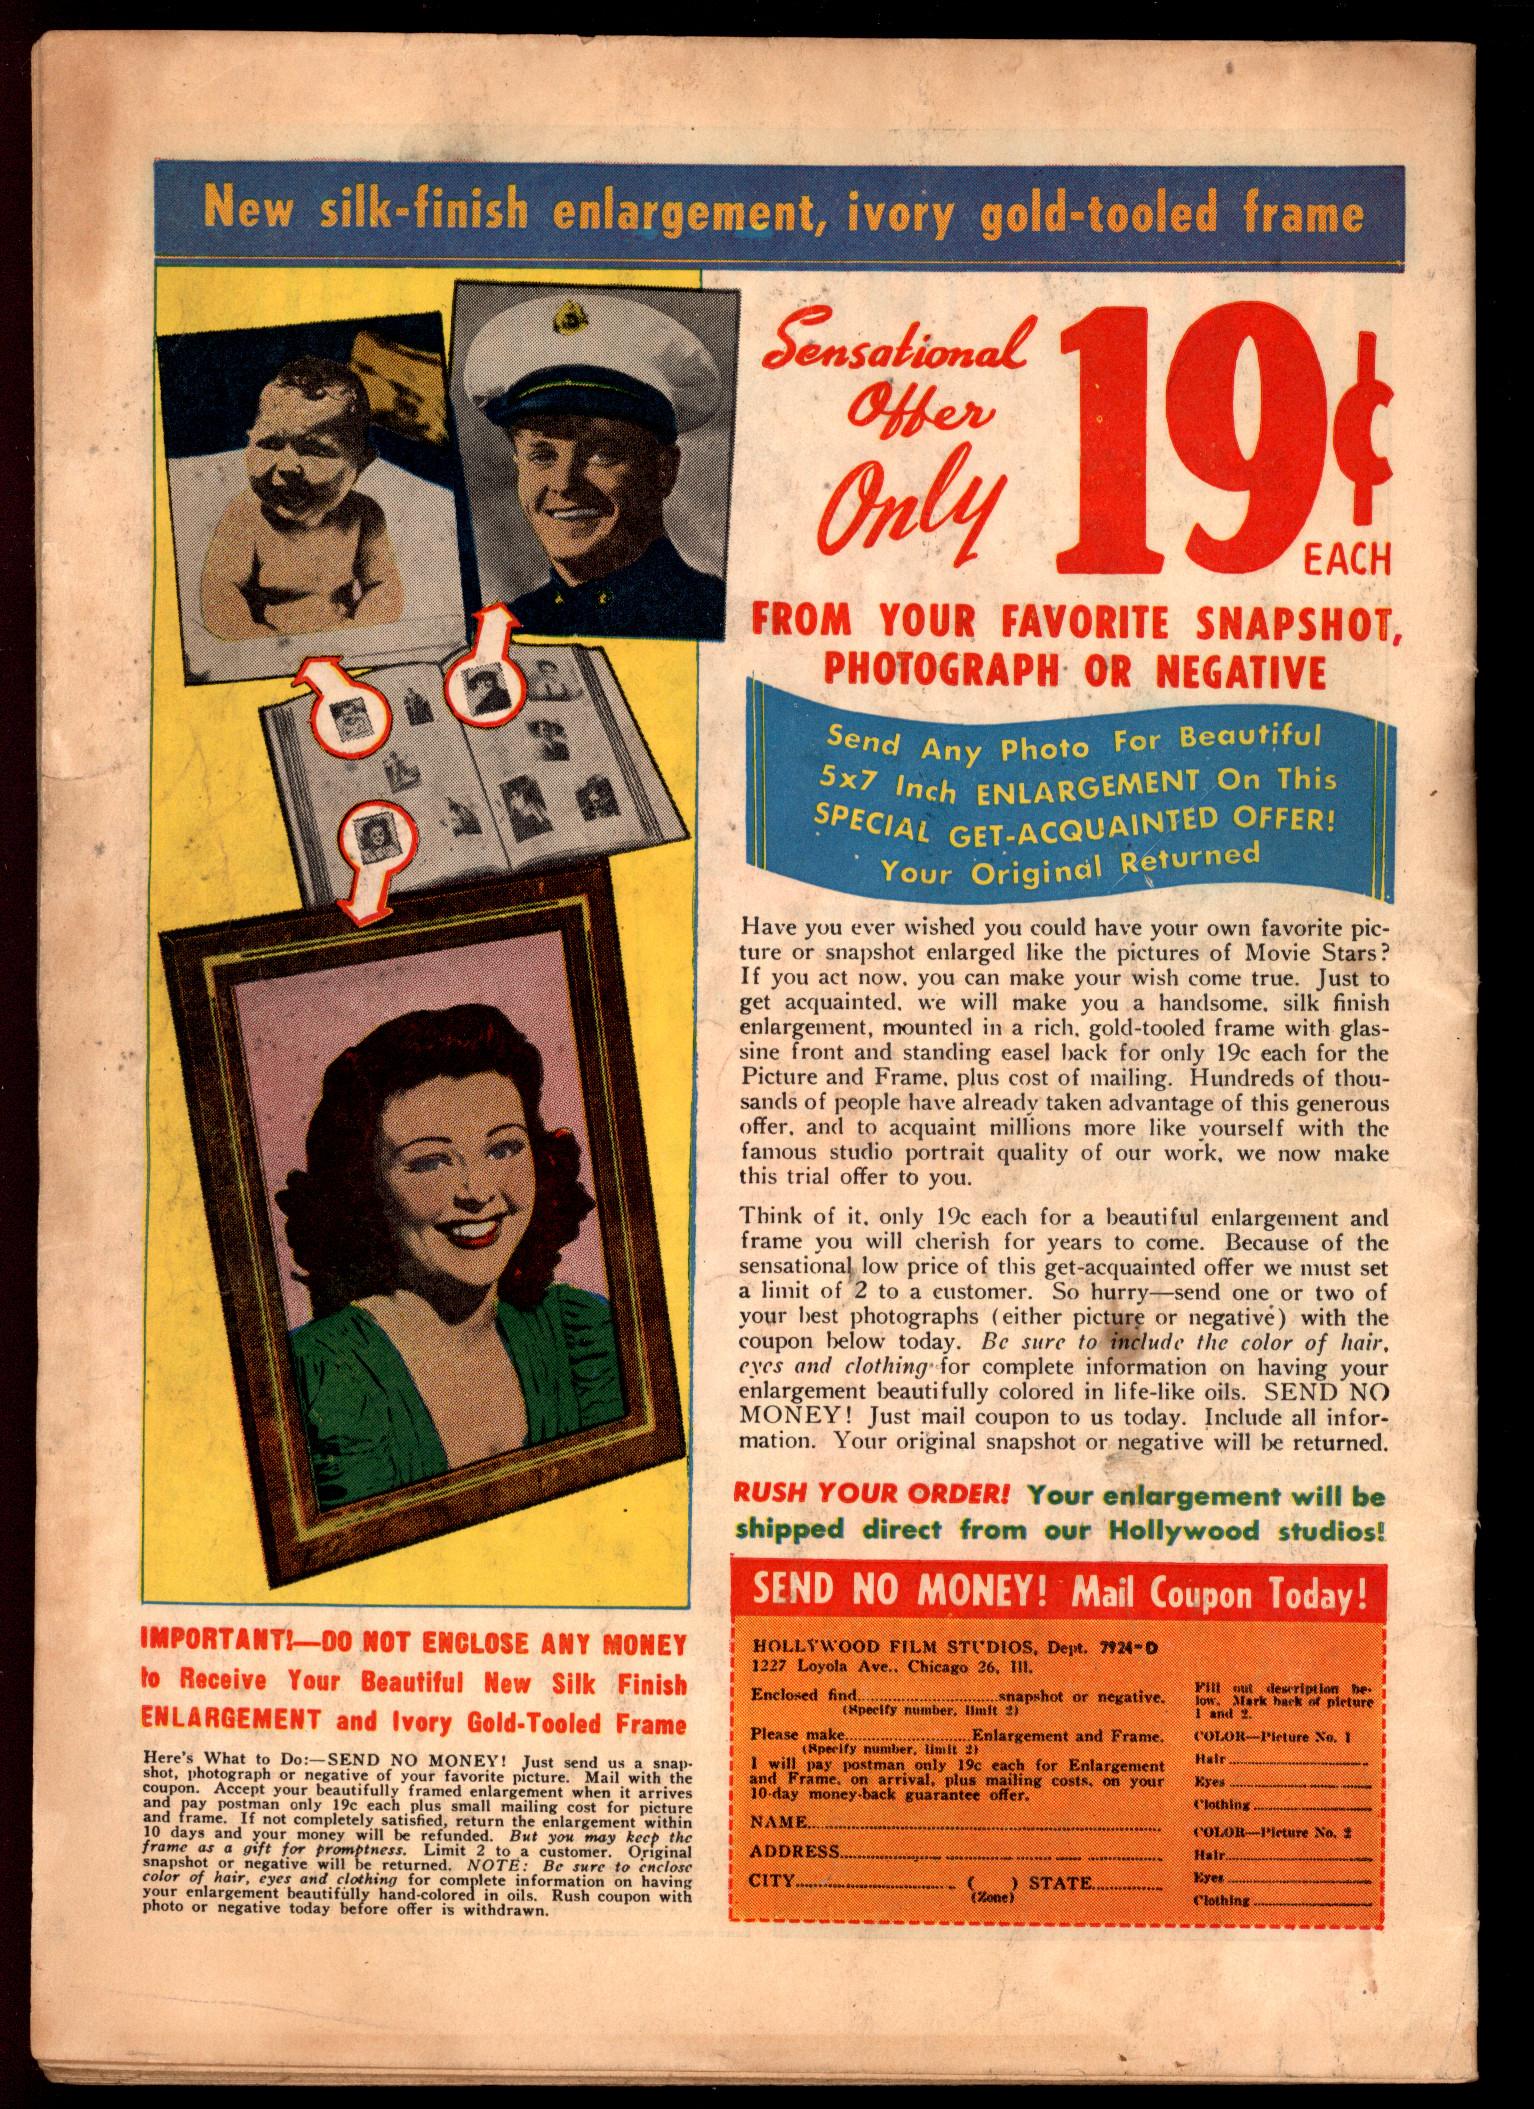 New silk-finish enlargement, ivory gold-tooled frame
Sensational
Offer
Only
19¢
EACH
FROM YOUR FAVORITE SNAPSHOT,
PHOTOGRAPH OR NEGATIVE
Send Any Photo For Beautiful
5x7 Inch ENLARGEMENT On This
SPECIAL GET-ACQUAINTED OFFER!
Your Original Returned
Have you ever wished you could have your own favorite pic-
ture or snapshot enlarged like the pictures of Movie Stars?
If you act now, you can make your wish come true. Just to
get acquainted, we will make you a handsome, silk finish
enlargement, mounted in a rich, gold-tooled frame with glas-
sine front and standing easel back for only 19c each for the
Picture and Frame, plus cost of mailing. Hundreds of thou-
sands of people have already taken advantage of this generous
offer, and to acquaint millions more like yourself with the
famous studio portrait quality of our work, we now make
this trial offer to you.
Think of it, only 19c each for a beautiful enlargement and
frame you will cherish for years to come. Because of the
sensational low price of this get-acquainted offer we must set
a limit of 2 to a customer. So hurry—send one or two of
your best photographs (either picture or negative) with the
coupon below today. Be sure to include the color of hair,
eyes and clothing for complete information on having your
enlargement beautifully colored in life-like oils. SEND NO
MONEY! Just mail coupon to us today. Include all infor-
mation. Your original snapshot or negative will be returned.
RUSH YOUR ORDER! Your enlargement will be
shipped direct from our Hollywood studios!
IMPORTANT!—DO NOT ENCLOSE ANY MONEY
to Receive Your Beautiful New Silk Finish
ENLARGEMENT and Ivory Gold-Tooled Frame
Here's What to Do:—SEND NO MONEY! Just send us a snap-
shot, photograph or negative of your favorite picture. Mail with the
coupon. Accept your beautifully framed enlargement when it arrives
and pay postman only 19c each plus small mailing cost for picture
and frame. If not completely satisfied, return the enlargement within
10 days and your money will be refunded. But you may keep the
frame as a gift for promptness. Limit 2 to a customer. Original
snapshot or negative will be returned. NOTE: Be sure to enclose
color of hair, eyes and clothing for complete information on having
your enlargement beautifully hand-colored in oils. Rush coupon with
photo or negative today before offer is withdrawn.
SEND NO MONEY! Mail Coupon Today!
HOLLYWOOD FILM STUDIOS, Dept. 7924-D
1227 Loyola Ave., Chicago 26, Ill.
Enclosed find..............................snapshot or negative.
(Specify number, limit 2)
Please make..............................Enlargement and Frame.
(Specify number, limit 2)
I will pay postman only 19c each for Enlargement
and Frame, on arrival, plus mailing costs, on your
10-day money-back guarantee offer.
NAME..............................
ADDRESS..............................
CITY.............................. ( ) STATE..............
(Zone)
Fill out description be-
low. Mark back of picture
1 and 2.
COLOR—Picture No. 1
Hair..............................
Eyes..............................
Clothing..............................
COLOR—Picture No. 2
Hair..............................
Eyes..............................
Clothing..............................